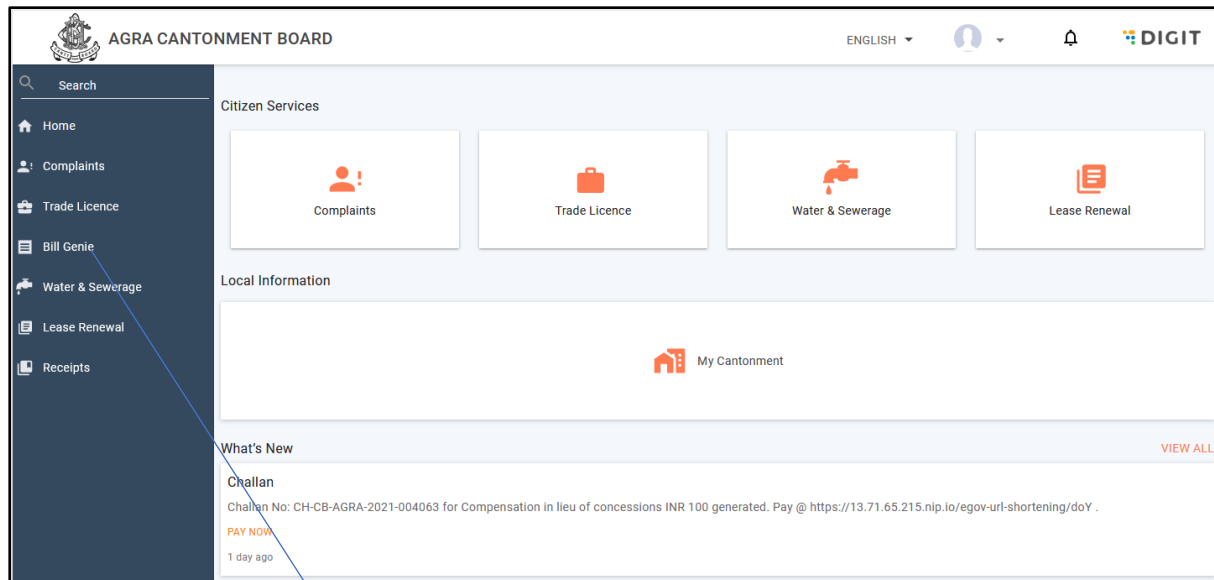 AGRA CANTONMENT BOARD
ENGLISH
DIGIT
Search
Home
Complaints
Trade Licence
Bill Genie
Water & Sewerage
Lease Renewal
Receipts
Citizen Services
Complaints
Trade Licence
Water & Sewerage
Lease Renewal
Local Information
My Cantonment
What's New
VIEW ALL
Challan
Challan No: CH-CB-AGRA-2021-004063 for Compensation in lieu of concessions INR 100 generated. Pay @ https://13.71.65.215.nip.io/egov-url-shortening/doY .
PAY NOW
1 day ago